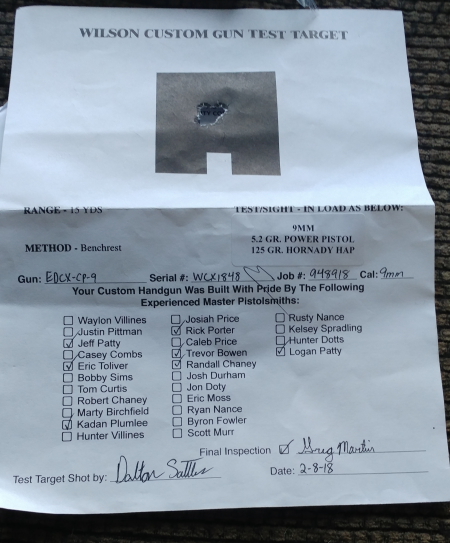 WILSON CUSTOM GUN TEST TARGET
RANGE - 15 YDS
TEST/SIGHT - IN LOAD AS BELOW:
9MM
5.2 GR. POWER PISTOL
125 GR. HORNADY HAP
METHOD - Benchrest
Gun: EDCX-CP-9 Serial #: WCX1848 Job #: 948918 Cal: 9mm
Your Custom Handgun Was Built With Pride By The Following
Experienced Master Pistolsmiths:
Waylon Villines
Justin Pittman
Jeff Patty
Casey Combs
Eric Toliver
Bobby Sims
Tom Curtis
Robert Chaney
Marty Birchfield
Kadan Plumlee
Hunter Villines
Josiah Price
Rick Porter
Caleb Price
Trevor Bowen
Randall Chaney
Josh Durham
Jon Doty
Eric Moss
Ryan Nance
Byron Fowler
Scott Murr
Rusty Nance
Kelsey Spradling
Hunter Dotts
Logan Patty
Final Inspection Greg Martin
Test Target Shot by: Dalton Sattles
Date: 2-8-18